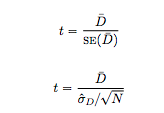 t = D̄ / SE(D̄)
t = D̄ / (σ̂_D/√N)